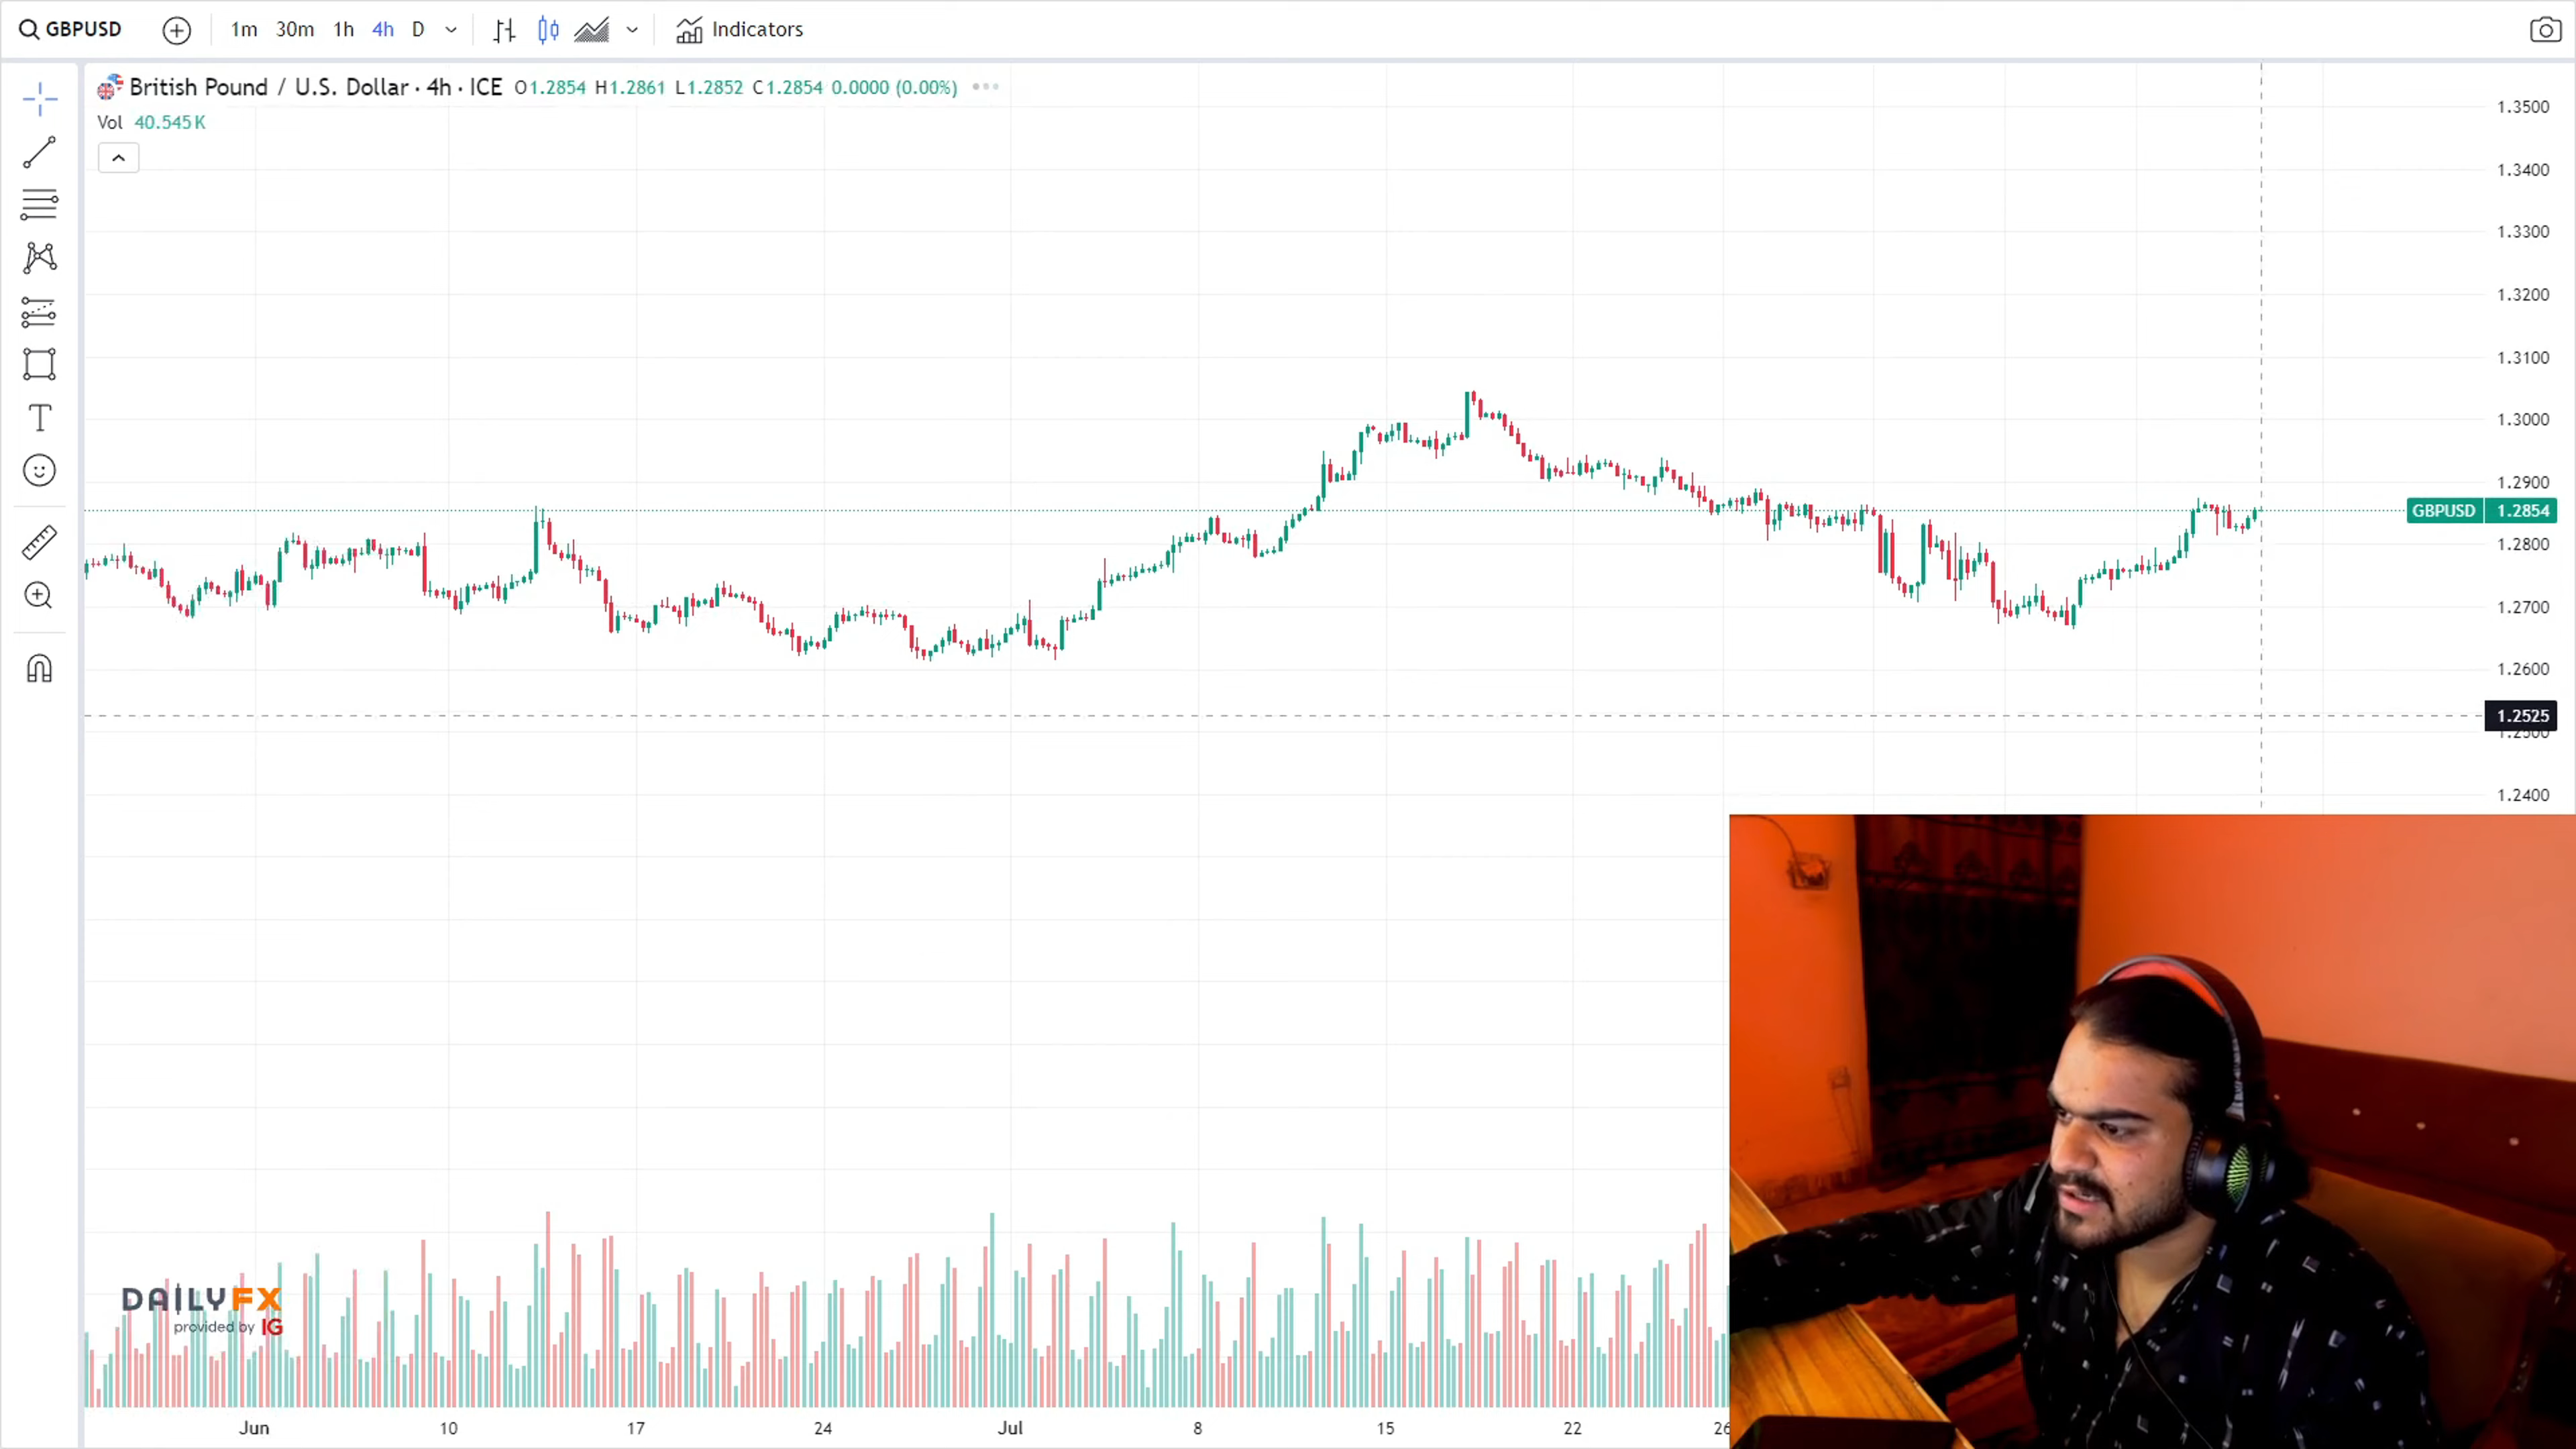 GBPUSD 1m 30m 1h 4h D Indicators
British Pound / U.S. Dollar · 4h · ICE O1.2854 H1.2861 L1.2852 C1.2854 0.0000 (0.00%)
Vol 40.545K
1.3500
1.3400
1.3300
1.3200
1.3100
1.3000
1.2900
GBPUSD 1.2854
1.2800
1.2700
1.2600
1.2525
1.2500
1.2400
DAILYFX
provided by IG
Jun 10 17 24 Jul 8 15 22 26